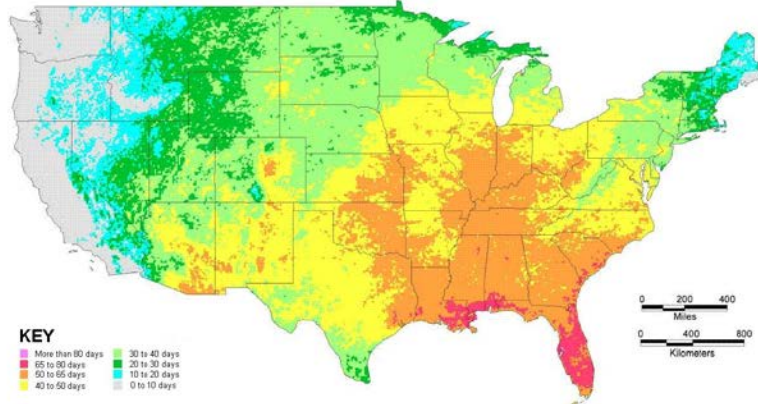 0 200 400
Miles
0 400 800
Kilometers
KEY
More than 80 days
65 to 80 days
50 to 65 days
40 to 50 days
30 to 40 days
20 to 30 days
10 to 20 days
0 to 10 days